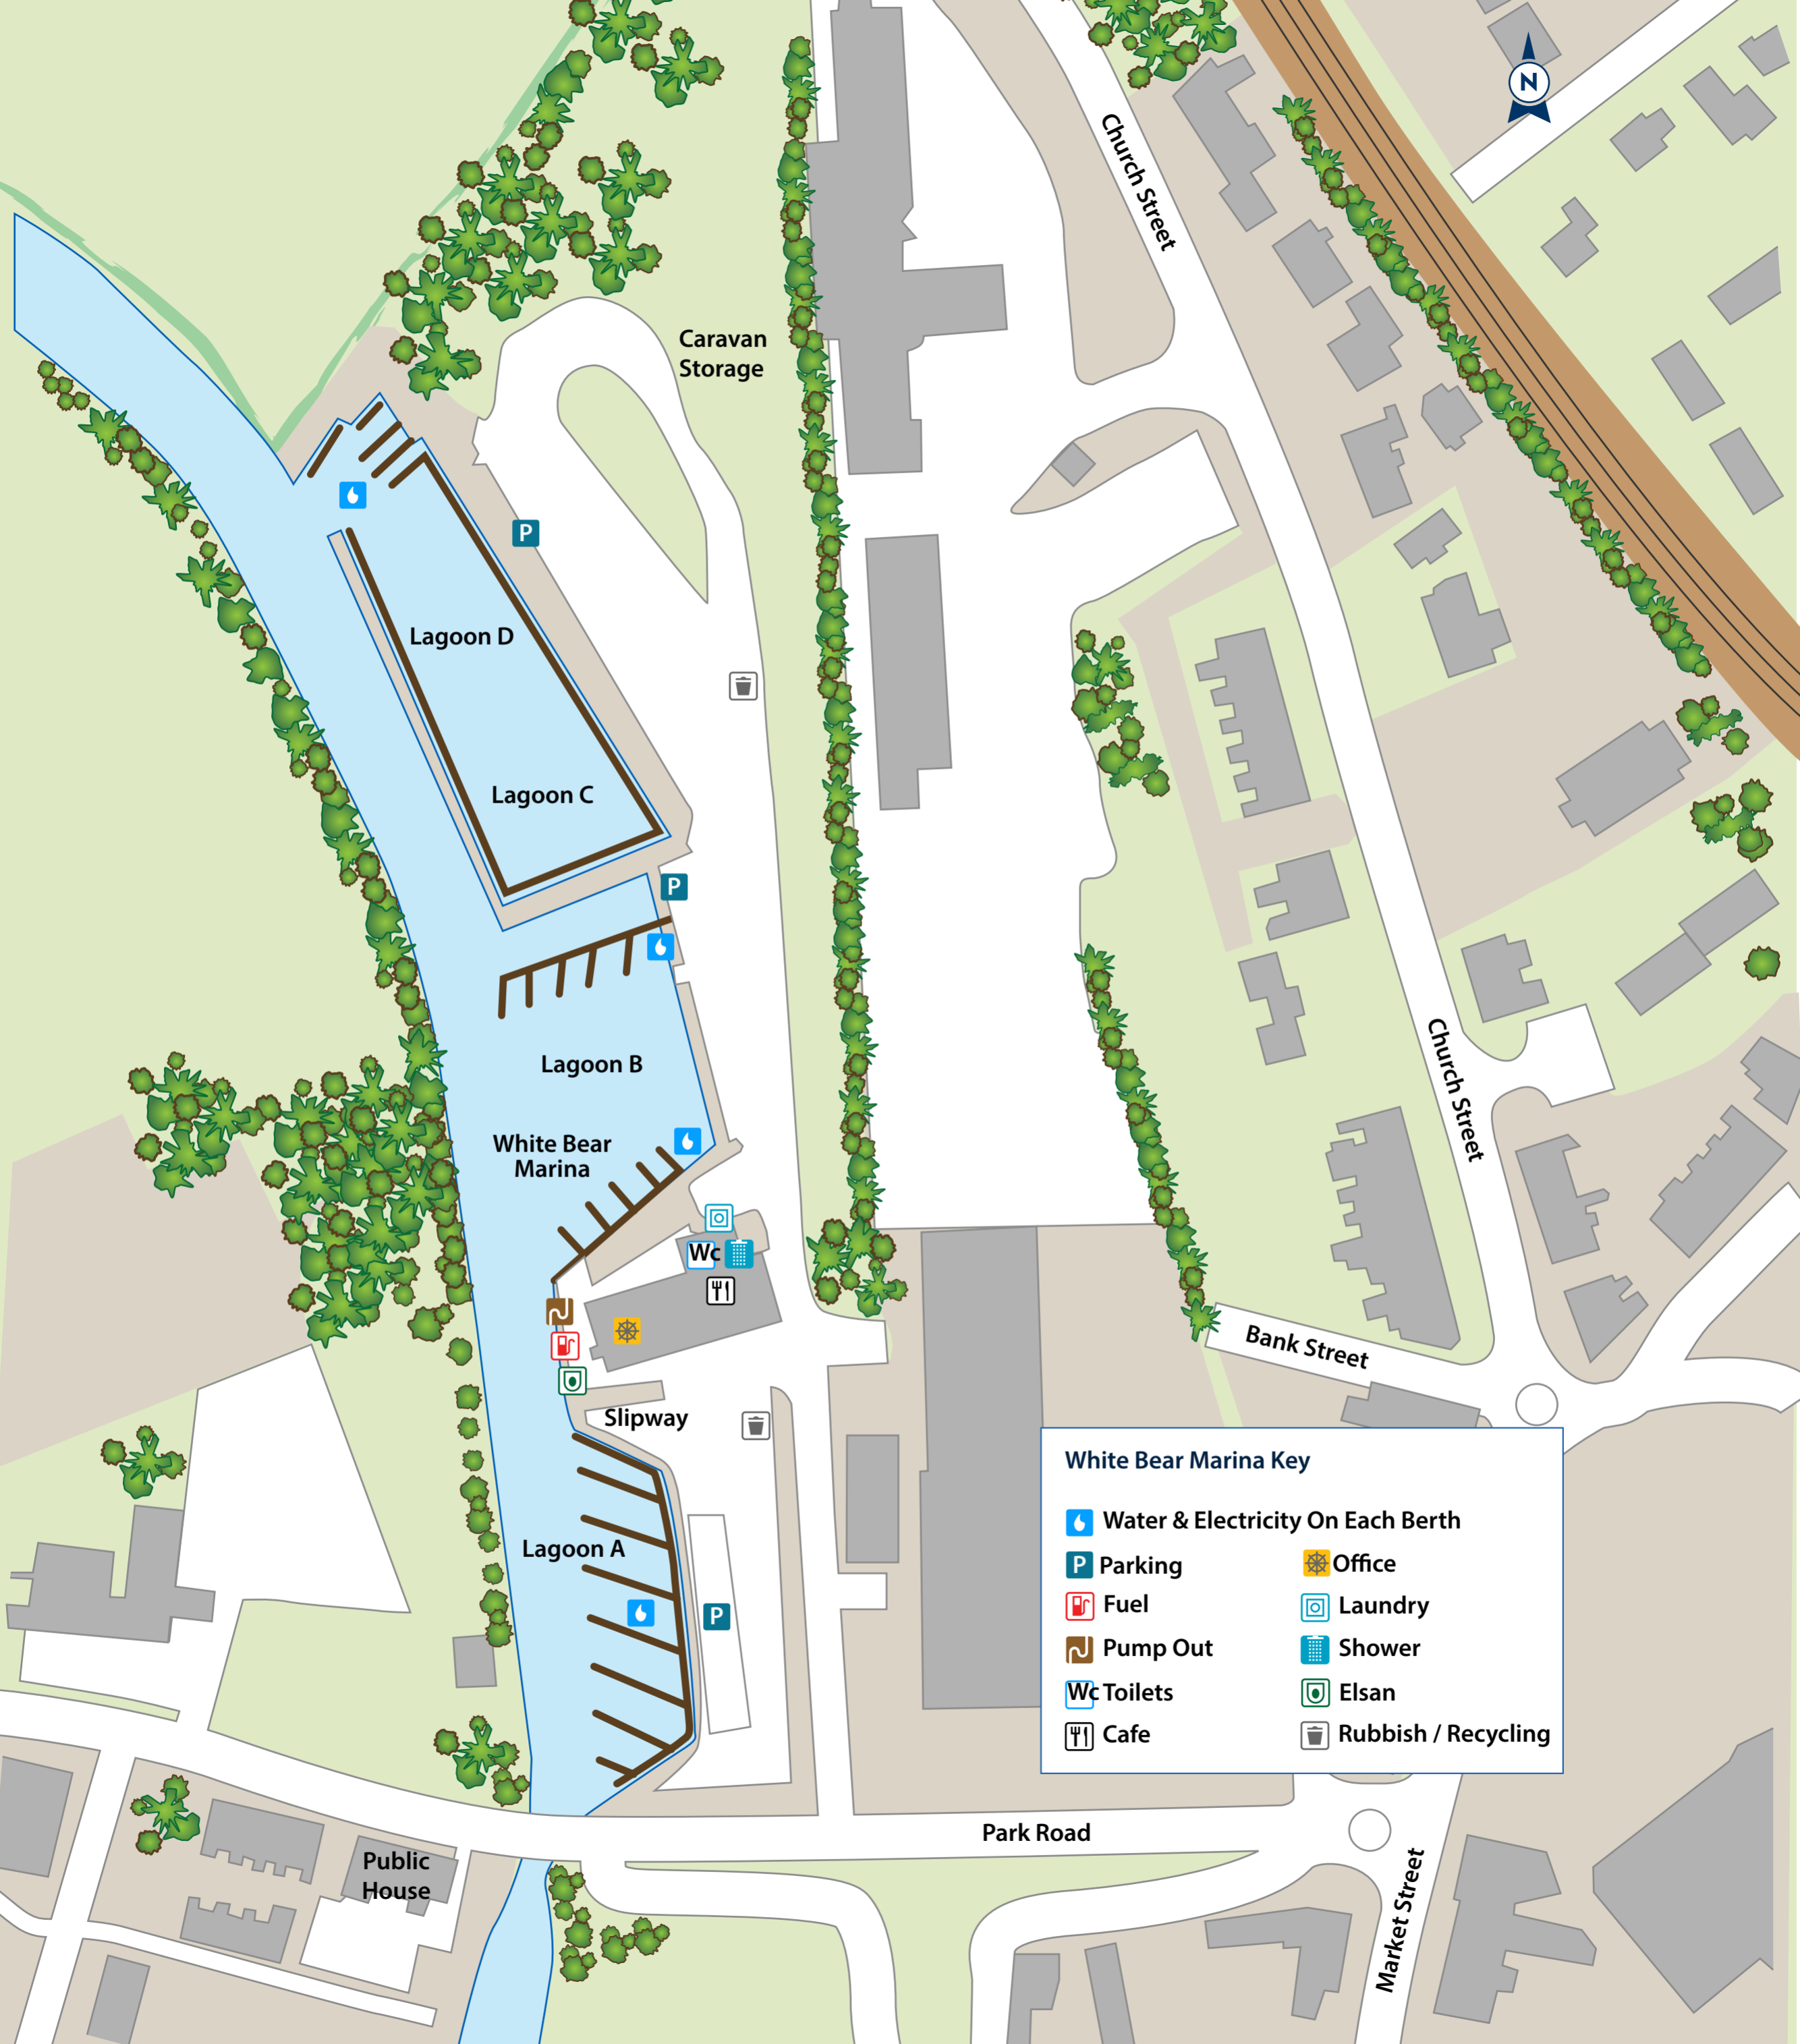 N
Church Street
Caravan
Storage
P
Lagoon D
Lagoon C
P
Lagoon B
White Bear
Marina
Church Street
Wc
Bank Street
Slipway
Lagoon A
P
White Bear Marina Key
Water & Electricity On Each Berth
P Parking
Office
Fuel
Laundry
Pump Out
Shower
Wc Toilets
Elsan
Cafe
Rubbish / Recycling
Park Road
Public
House
Market Street